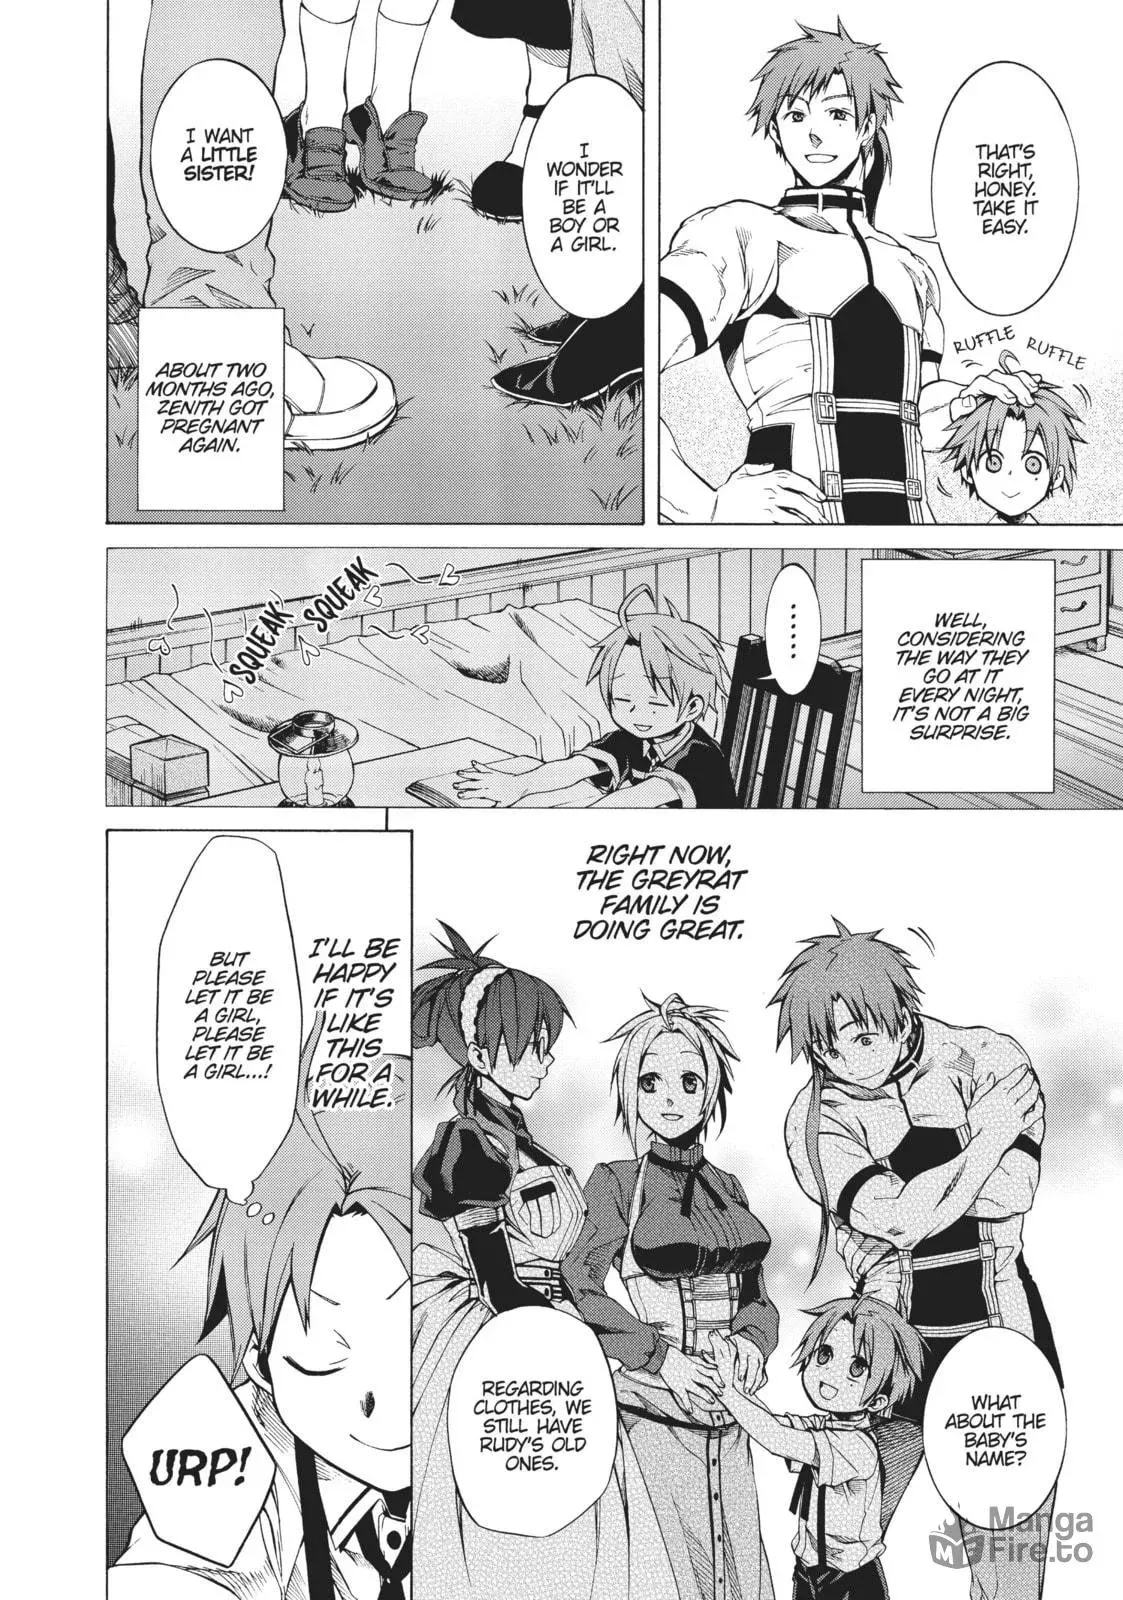 THAT'S
RIGHT,
HONEY.
TAKE IT
EASY.
RUFFLE
RUFFLE
I
WONDER
IF IT'LL
BE A
BOY OR
A GIRL.
I WANT
A LITTLE
SISTER!
ABOUT TWO
MONTHS AGO,
ZENITH GOT
PREGNANT
AGAIN.
WELL,
CONSIDERING
THE WAY THEY
GO AT IT
EVERY NIGHT,
IT'S NOT A BIG
SURPRISE.
......
SQUEAK
SQUEAK
RIGHT NOW,
THE GREYRAT
FAMILY IS
DOING GREAT.
WHAT
ABOUT THE
BABY'S
NAME?
REGARDING
CLOTHES, WE
STILL HAVE
RUDY'S OLD
ONES.
I'LL BE
HAPPY
IF IT'S
LIKE
THIS
FOR A
WHILE.
BUT
PLEASE
LET IT BE
A GIRL,
PLEASE
LET IT BE
A GIRL...!
URP!
Manga
Fire.to